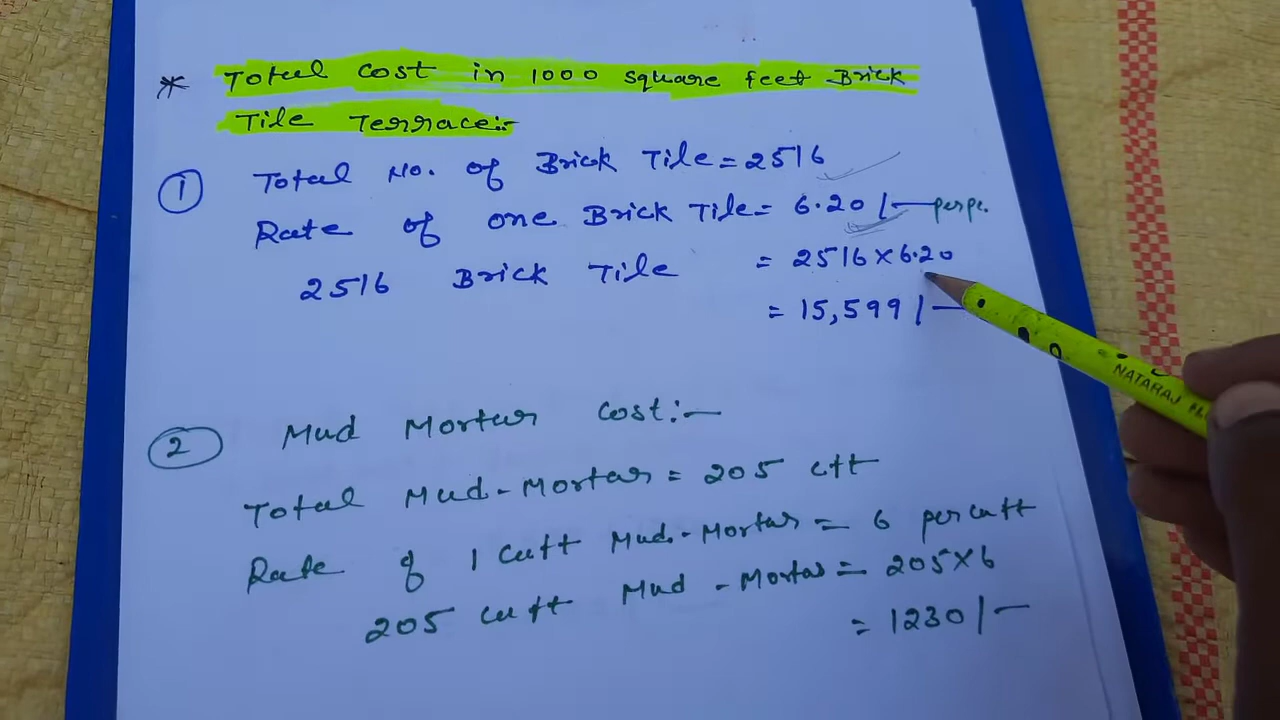 * Total cost in 1000 square feet Brick
Tile Terrace:-
1 Total No. of Brick Tile = 2516
Rate of one Brick Tile = 6.20/- per pc.
2516 Brick Tile = 2516 × 6.20
= 15,599/-
NATARAJ
2 Mud Mortar Cost:-
Total Mud-Mortar = 205 cft
Rate of 1 Cuft Mud-Mortar = 6 per cuft
205 cuft Mud-Mortar = 205×6
= 1230/-